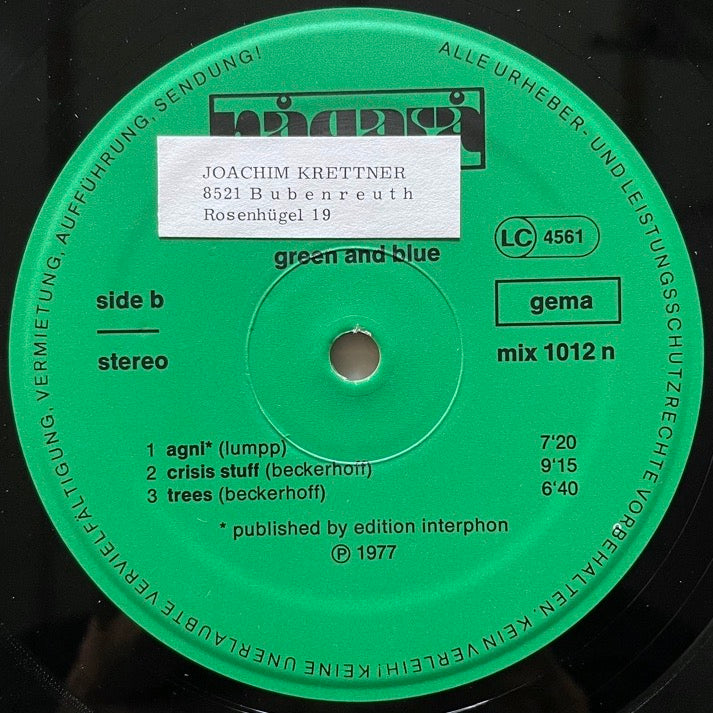 nagara
JOACHIM KRETTNER
8521 Bubenreuth
Rosenhügel 19
green and blue
LC 4561
side b
gema
stereo
mix 1012 n
1 agni* (lumpp) 7'20
2 crisis stuff (beckerhoff) 9'15
3 trees (beckerhoff) 6'40
* published by edition interphon
Ⓟ 1977
ALLE URHEBER- UND LEISTUNGSSCHUTZRECHTE VORBEHALTEN. KEIN VERLEIH! KEINE UNERLAUBTE VERVIELFÄLTIGUNG, VERMIETUNG, AUFFÜHRUNG, SENDUNG!